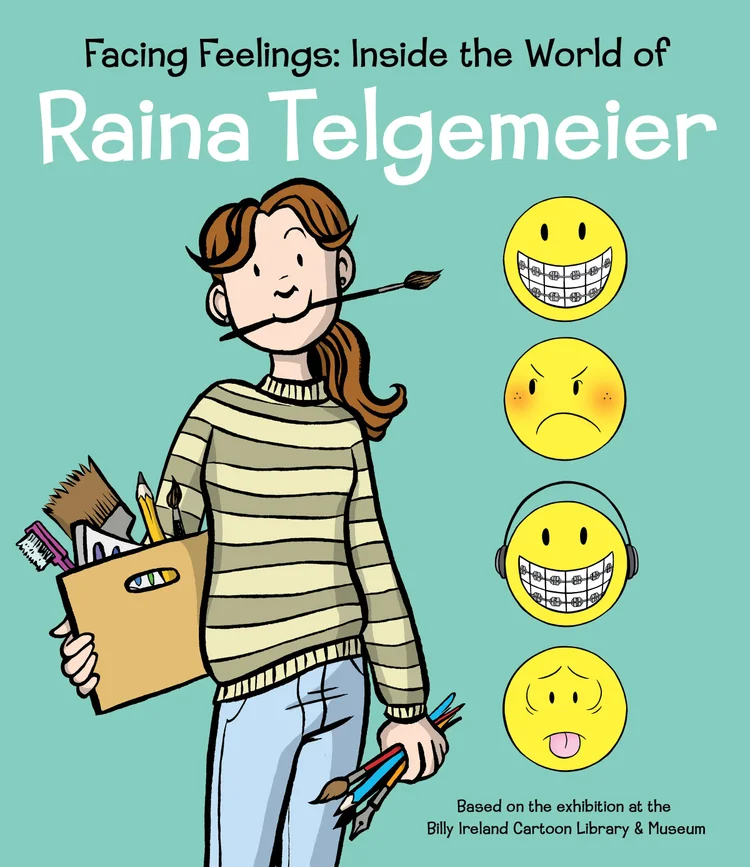 Facing Feelings: Inside the World of
Raina Telgemeier
Based on the exhibition at the
Billy Ireland Cartoon Library & Museum